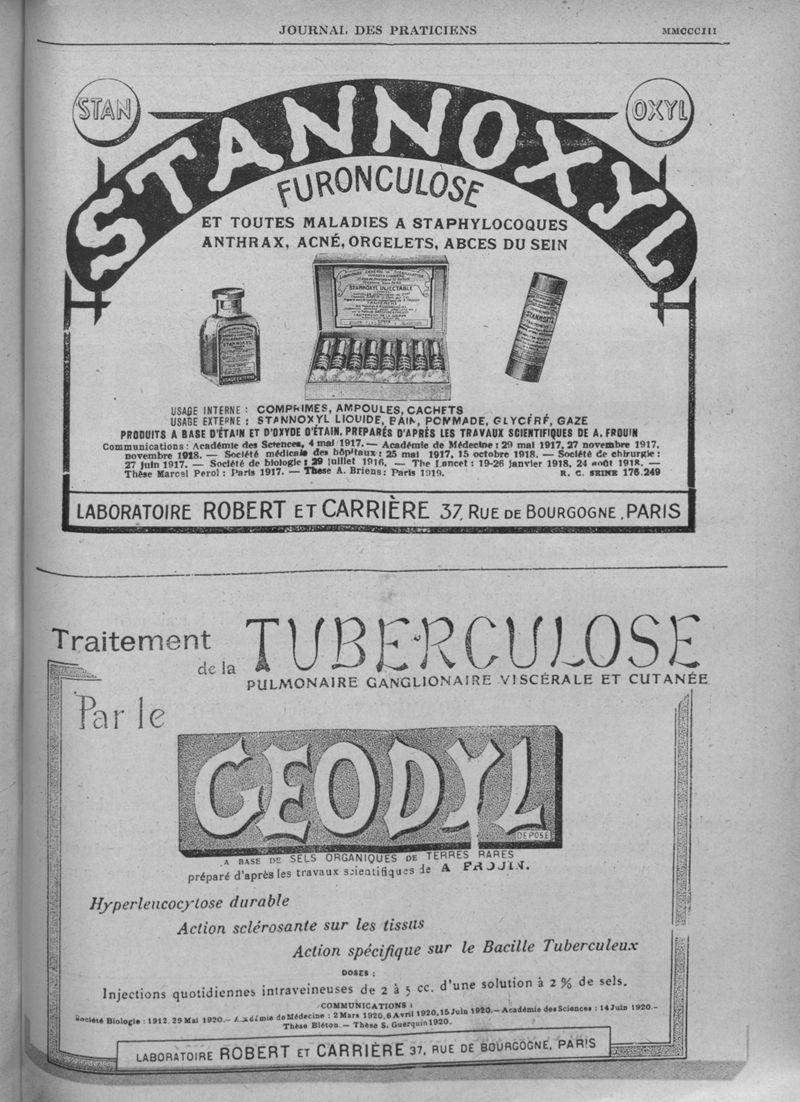 JOURNAL DES PRATICIENS MMCCCIII
STAN
OXYL
STANNOXYL
FURONCULOSE
ET TOUTES MALADIES A STAPHYLOCOQUES
ANTHRAX, ACNÉ, ORGELETS, ABCES DU SEIN
STANNOXYL INJECTABLE
STANNOXYL
STANNOXYL
USAGE INTERNE : COMPRIMES, AMPOULES, CACHETS
USAGE EXTERNE : STANNOXYL LIQUIDE, BAIN, POMMADE, GLYCÉRÉ, GAZE
PRODUITS A BASE D'ÉTAIN ET D'OXYDE D'ÉTAIN, PREPARÉS D'APRÈS LES TRAVAUX SCIENTIFIQUES DE A. FROUIN
Communications : Académie des Sciences, 4 mai 1917. — Académie de Médecine : 29 mai 1917, 27 novembre 1917,
novembre 1918. — Société médicale des hôpitaux : 25 mai 1917, 15 octobre 1918. — Société de chirurgie :
27 juin 1917. — Société de biologie : 29 juillet 1916. — The Lancet : 19-26 janvier 1918, 24 août 1918. —
Thèse Marcel Perol : Paris 1917. — Thèse A. Briens : Paris 1919. R. C. SEINE 176.249
LABORATOIRE ROBERT ET CARRIÈRE 37, RUE DE BOURGOGNE, PARIS
Traitement
de la TUBERCULOSE
PULMONAIRE GANGLIONAIRE VISCÉRALE ET CUTANÉE
Par le
GEODYL
DEPOSÉ
A BASE DE SELS ORGANIQUES DE TERRES RARES
préparé d'après les travaux scientifiques de A FROUIN.
Hyperleucocytose durable
Action sclérosante sur les tissus
Action spécifique sur le Bacille Tuberculeux
DOSES :
Injections quotidiennes intraveineuses de 2 à 5 cc. d'une solution à 2 % de sels.
COMMUNICATIONS :
Société Biologie : 1912. 29 Mai 1920. — Académie de Médecine : 2 Mars 1920, 6 Avril 1920, 15 Juin 1920. — Académie des Sciences : 14 Juin 1920. —
Thèse Bléton. — Thèse S. Guerquin 1920.
LABORATOIRE ROBERT ET CARRIÈRE 37, RUE DE BOURGOGNE, PARIS